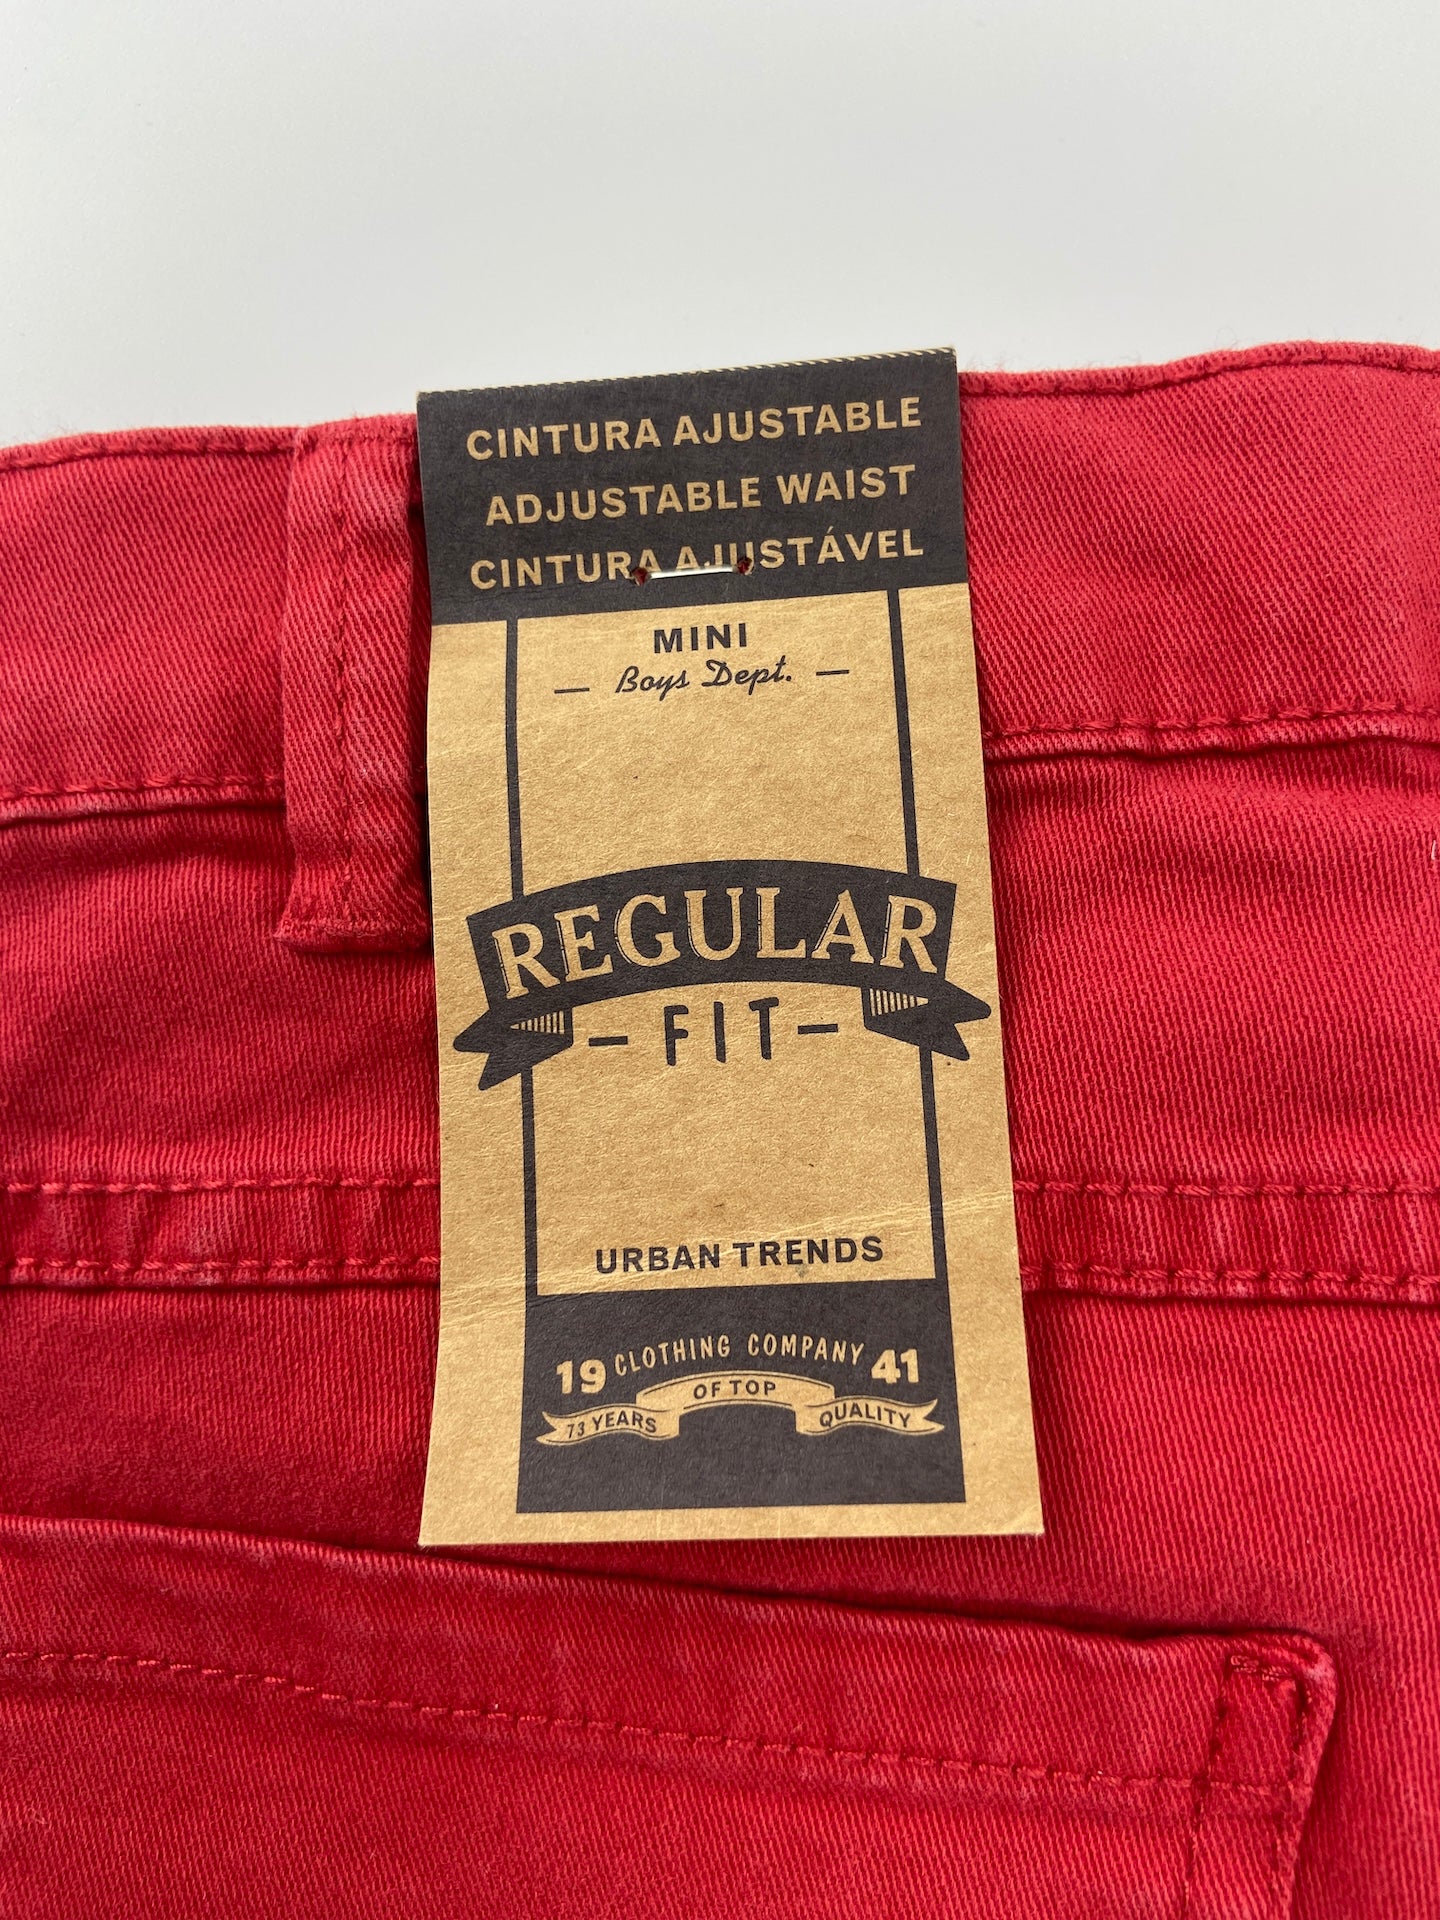 CINTURA AJUSTABLE
ADJUSTABLE WAIST
CINTURA AJUSTÁVEL
MINI
— Boys Dept. —
REGULAR
– FIT –
URBAN TRENDS
19 CLOTHING COMPANY 41
73 YEARS OF TOP QUALITY